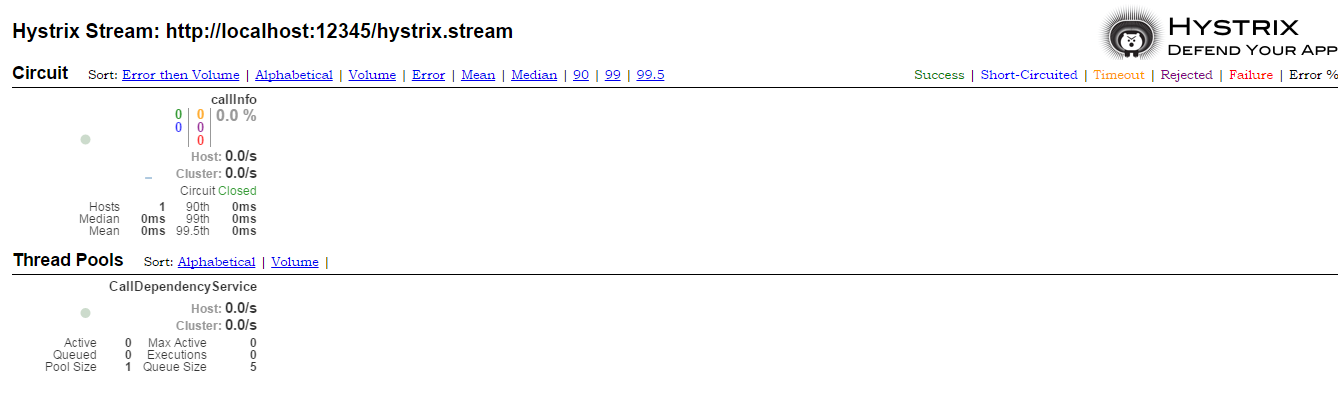 Hystrix Stream: http://localhost:12345/hystrix.stream
HYSTRIX
DEFEND YOUR APP
Circuit Sort: Error then Volume | Alphabetical | Volume | Error | Mean | Median | 90 | 99 | 99.5
Success | Short-Circuited | Timeout | Rejected | Failure | Error %
callInfo
0 | 0 | 0.0 %
0 | 0
0
Host: 0.0/s
Cluster: 0.0/s
Circuit Closed
Hosts 1 90th 0ms
Median 0ms 99th 0ms
Mean 0ms 99.5th 0ms
Thread Pools Sort: Alphabetical | Volume |
CallDependencyService
Host: 0.0/s
Cluster: 0.0/s
Active 0 Max Active 0
Queued 0 Executions 0
Pool Size 1 Queue Size 5